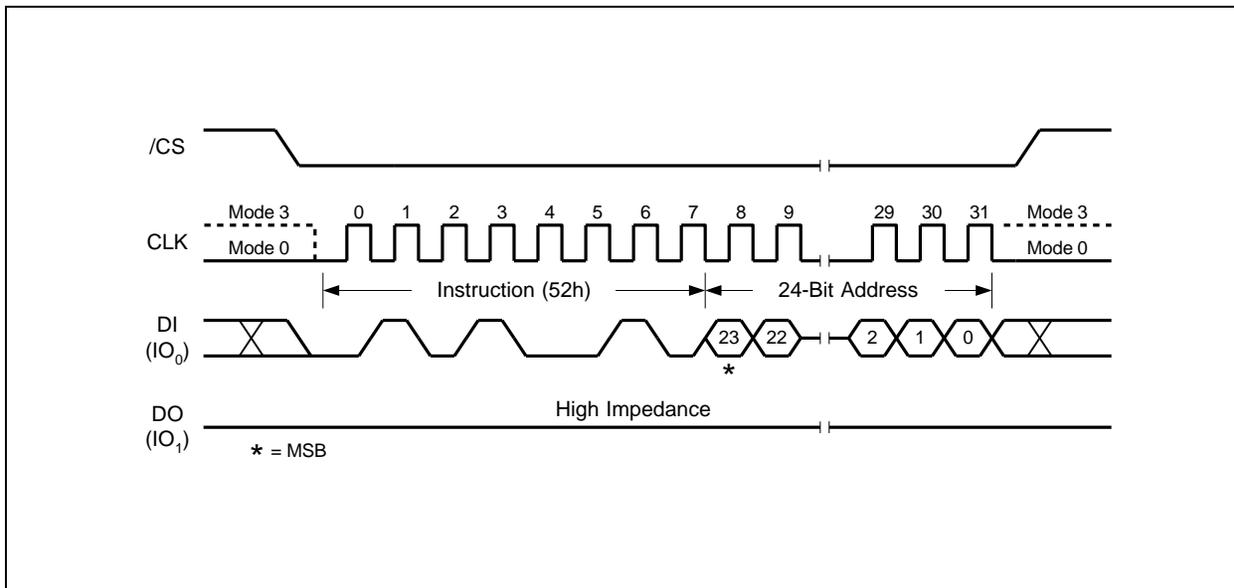 /CS
Mode 3 0 1 2 3 4 5 6 7 8 9 29 30 31 Mode 3
CLK
Mode 0 Mode 0
Instruction (52h) 24-Bit Address
DI
(IO0)
23 22 2 1 0
*
High Impedance
DO
(IO1)
* = MSB